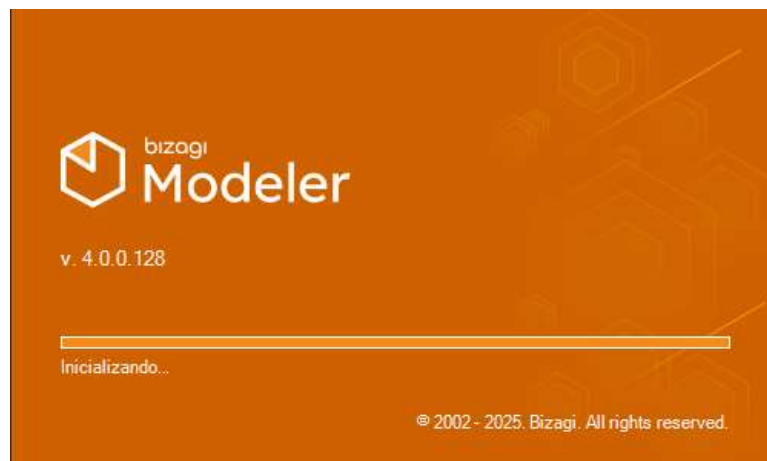 bizagi
Modeler
v. 4.0.0.128
Inicializando...
© 2002 - 2025. Bizagi. All rights reserved.